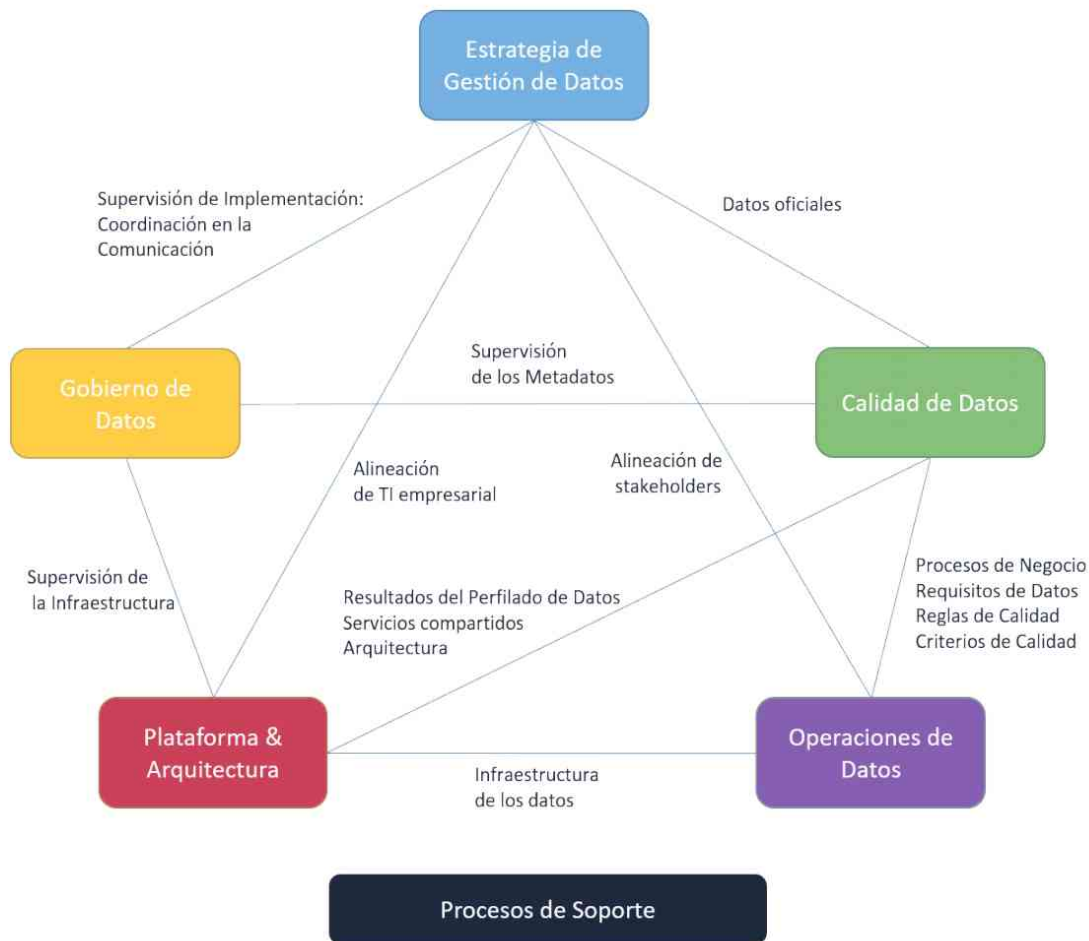 Estrategia de
Gestión de Datos
Supervisión de Implementación:
Coordinación en la
Comunicación
Datos oficiales
Gobierno de
Datos
Supervisión
de los Metadatos
Calidad de Datos
Alineación
de TI empresarial
Alineación de
stakeholders
Supervisión de
la Infraestructura
Resultados del Perfilado de Datos
Servicios compartidos
Arquitectura
Procesos de Negocio
Requisitos de Datos
Reglas de Calidad
Criterios de Calidad
Plataforma &
Arquitectura
Infraestructura
de los datos
Operaciones de
Datos
Procesos de Soporte